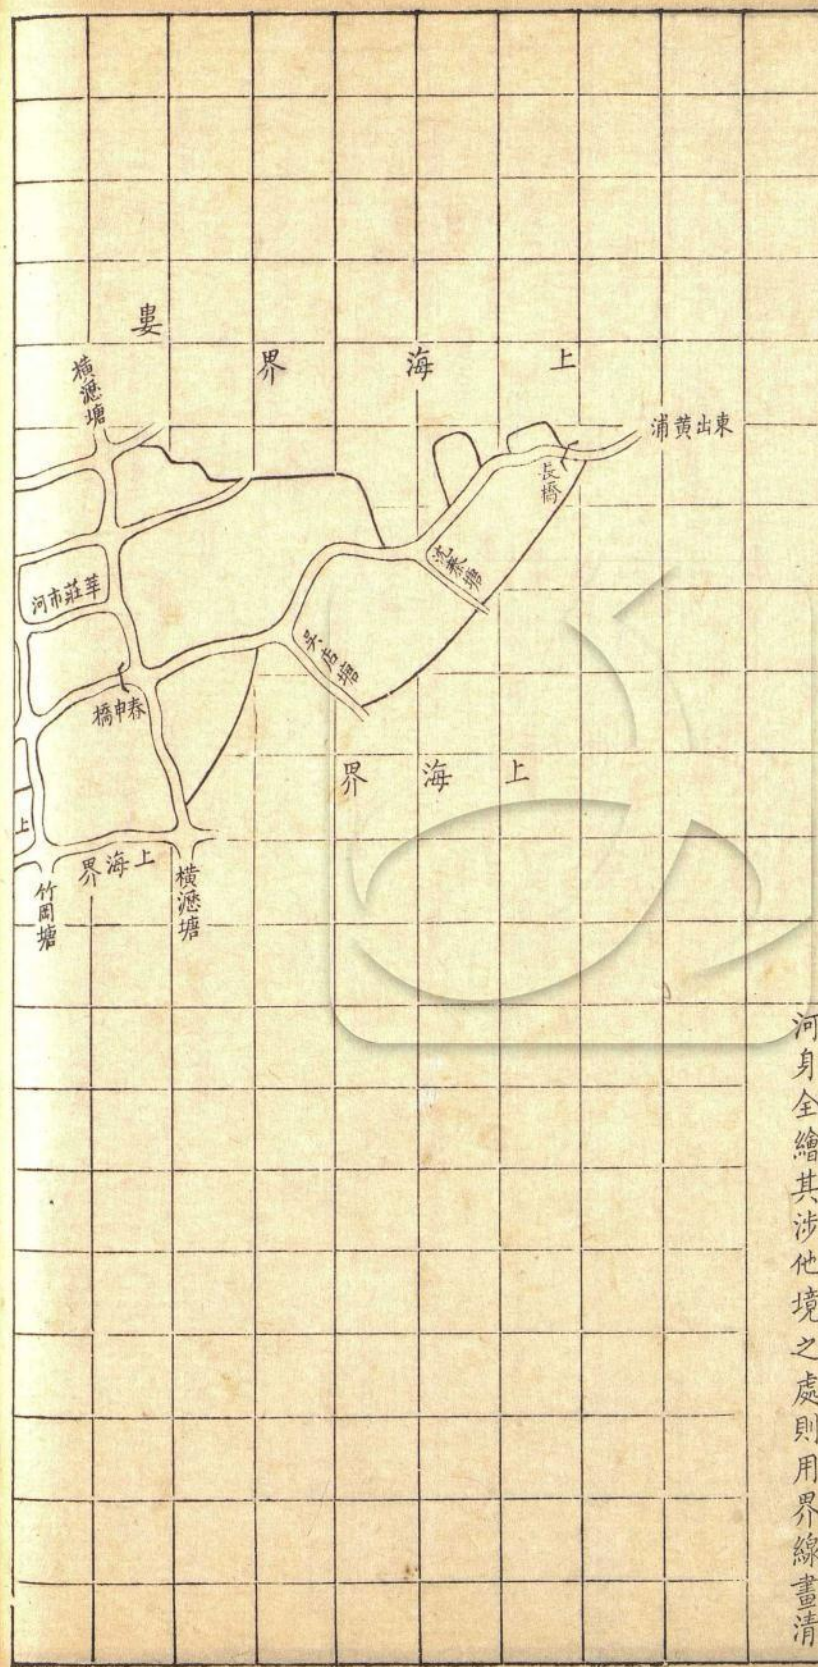 河身全繪其涉他境之處則用界線畫清
上海界
婁
東出黃浦
長橋
沈秦塘
吳店塘
橫瀝塘
華莊市河
春申橋
上海界
上海界
橫瀝塘
竹岡塘
上